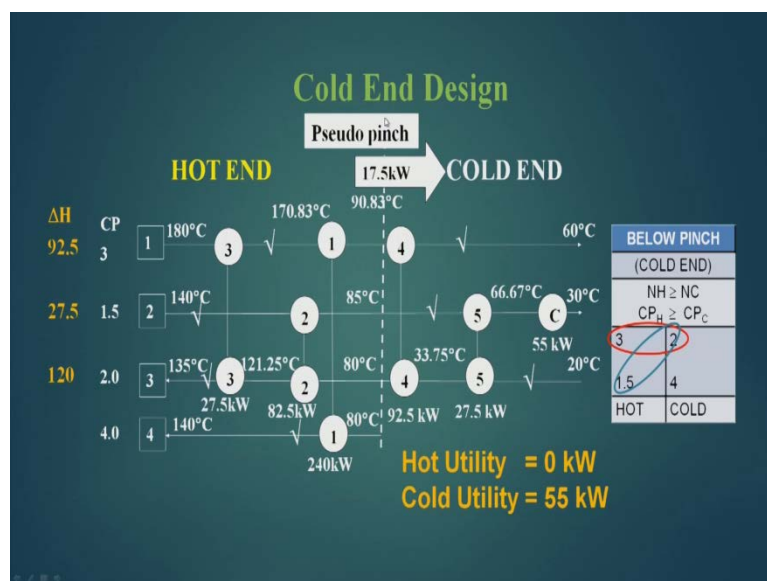 Cold End Design
Pseudo pinch
HOT END
17.5kW
COLD END
ΔH
CP
170.83°C
90.83°C
92.5
3
1
180°C
3
√
1
4
√
60°C
27.5
1.5
2
140°C
√
2
85°C
√
5
66.67°C
C
30°C
55 kW
120
2.0
3
135°C
√
3
121.25°C
2
80°C
4
33.75°C
5
√
20°C
27.5kW
82.5kW
92.5 kW
27.5 kW
4.0
4
140°C
√
1
80°C
240kW
BELOW PINCH
(COLD END)
NH ≥ NC
CPH ≥ CPC
3 2
1.5 4
HOT COLD
Hot Utility = 0 kW
Cold Utility = 55 kW